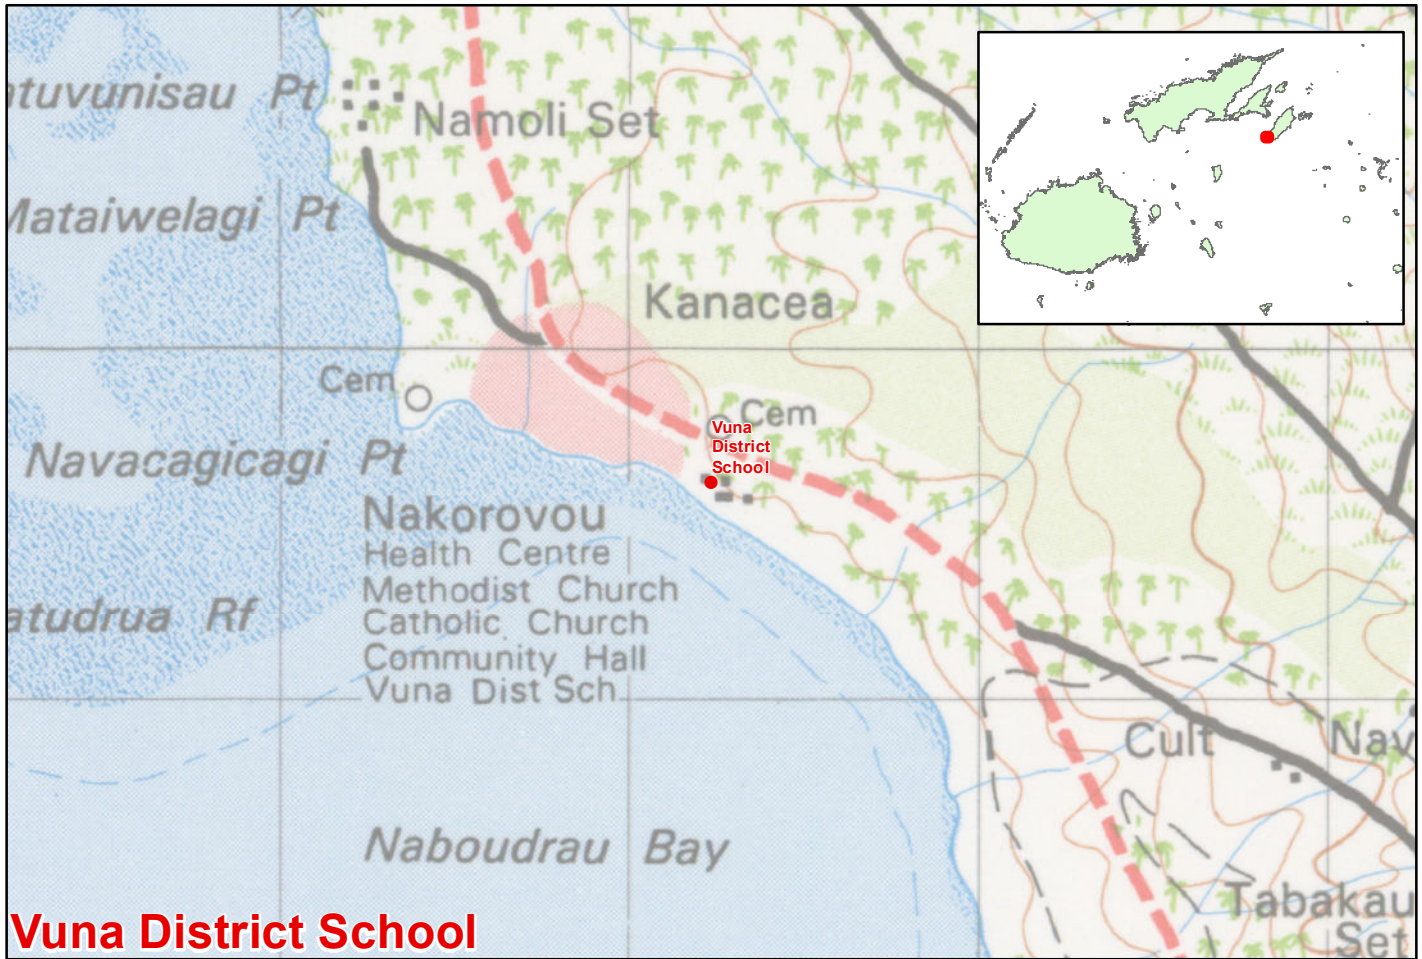 atuvunisau Pt
Namoli Set
Mataiwelagi Pt
Kanacea
Cem
Cem
Vuna
District
School
Navacagicagi Pt
Nakorovou
Health Centre
Methodist Church
Catholic Church
Community Hall
Vuna Dist Sch
atudrua Rf
Cult
Nav
Naboudrau Bay
Tabakau
Set
Vuna District School